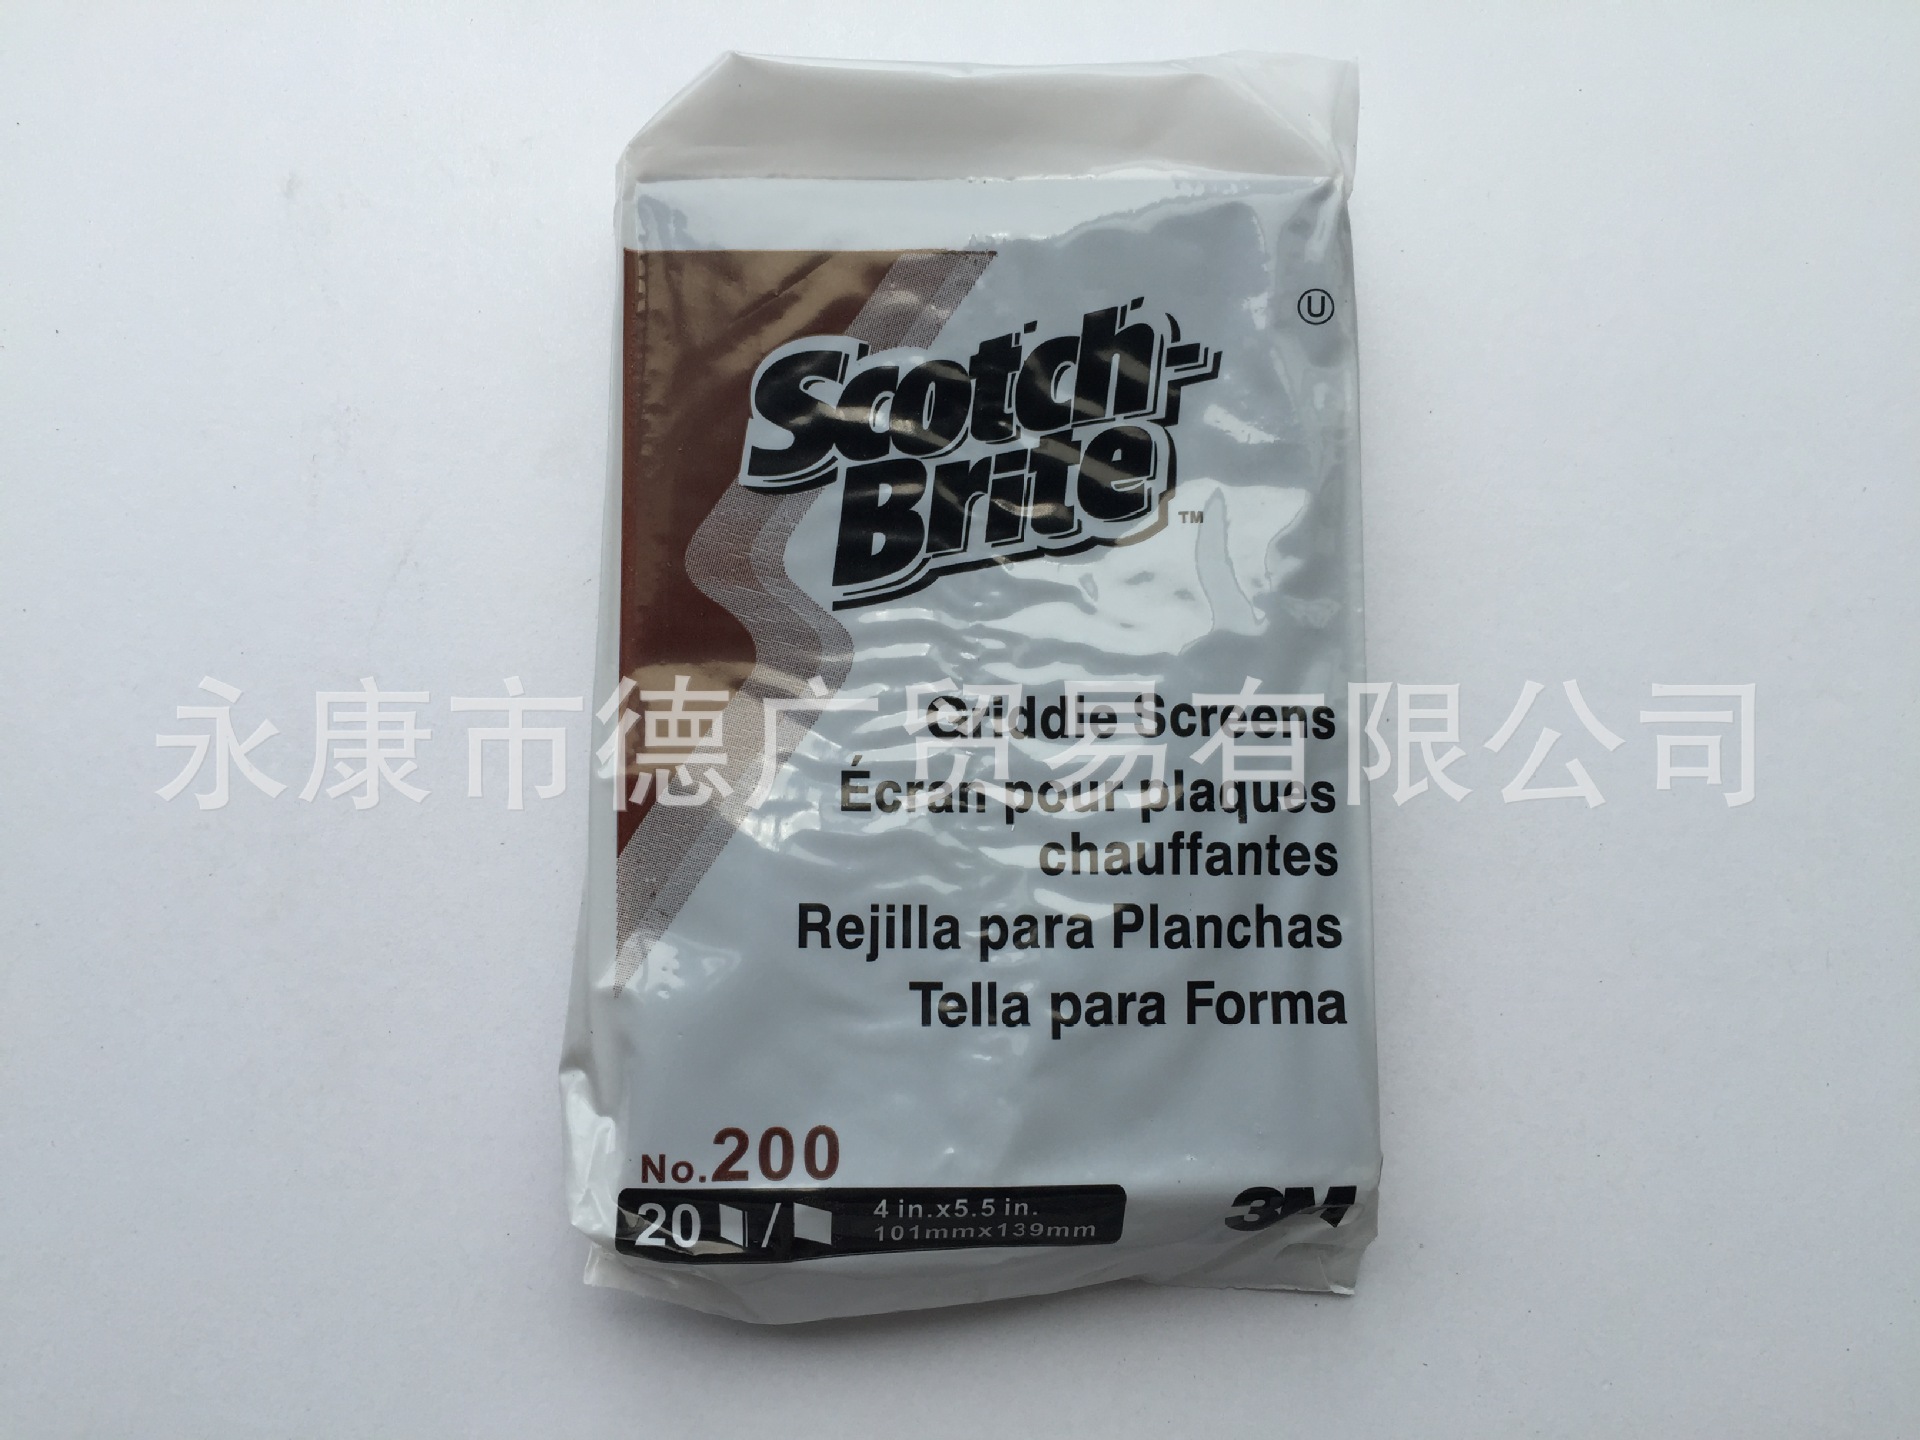 U
Scotch-
Brite
TM
Griddle Screens
Écran pour plaques
chauffantes
Rejilla para Planchas
Tella para Forma
永康市德广贸易有限公司
No.200
20 /
4 in.x5.5 in.
101mmx139mm
3M